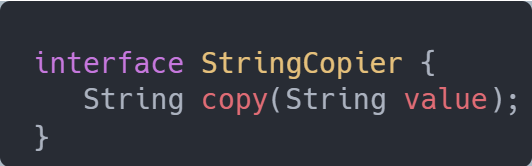 interface StringCopier {
   String copy(String value);
}